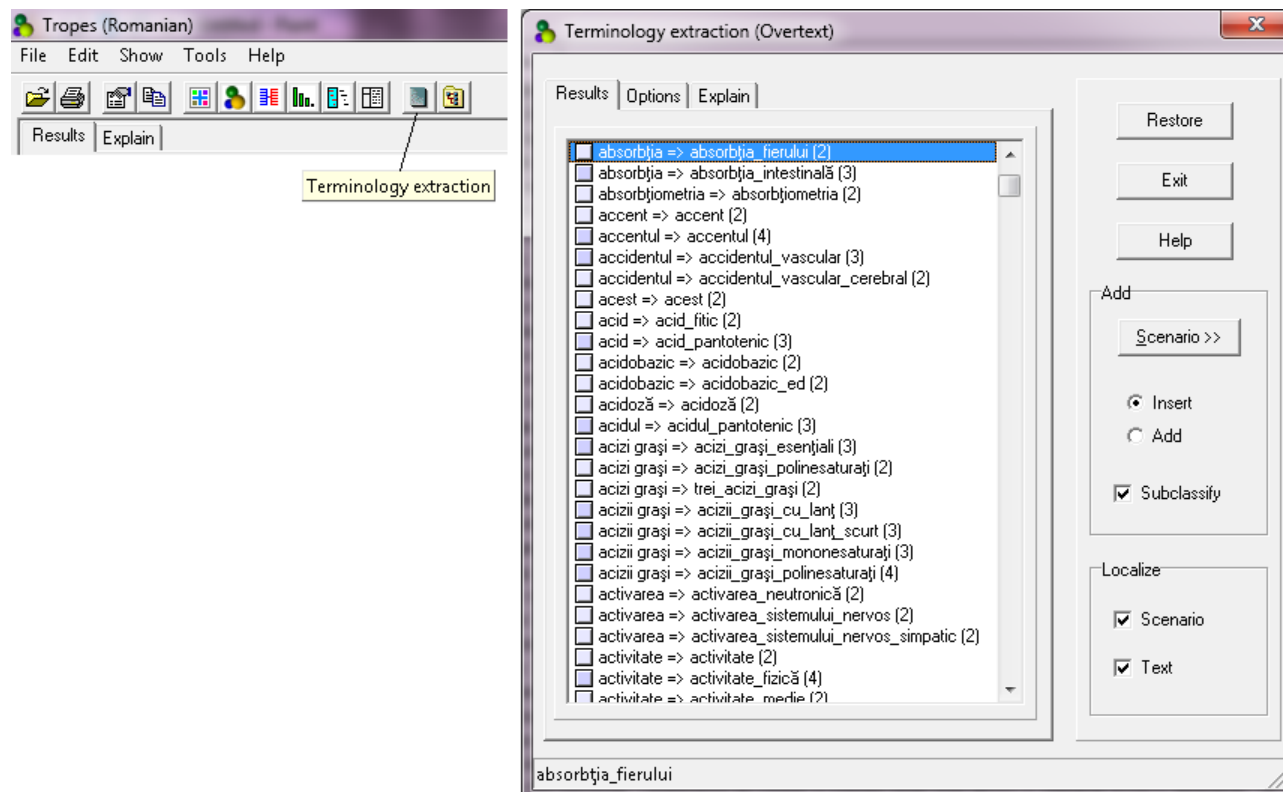 Tropes (Romanian)
File Edit Show Tools Help
Results Explain
Terminology extraction
Terminology extraction (Overtext)
Results Options Explain
absorbţia => absorbţia_fierului (2)
absorbţia => absorbţia_intestinală (3)
absorbţiometria => absorbţiometria (2)
accent => accent (2)
accentul => accentul (4)
accidentul => accidentul_vascular (3)
accidentul => accidentul_vascular_cerebral (2)
acest => acest (2)
acid => acid_fitic (2)
acid => acid_pantotenic (3)
acidobazic => acidobazic (2)
acidobazic => acidobazic_ed (2)
acidoză => acidoză (2)
acidul => acidul_pantotenic (3)
acizi graşi => acizi_graşi_esenţiali (3)
acizi graşi => acizi_graşi_polinesaturaţi (2)
acizi graşi => trei_acizi_graşi (2)
acizii graşi => acizii_graşi_cu_lanţ (3)
acizii graşi => acizii_graşi_cu_lanţ_scurt (3)
acizii graşi => acizii_graşi_mononesaturaţi (3)
acizii graşi => acizii_graşi_polinesaturaţi (4)
activarea => activarea_neutronică (2)
activarea => activarea_sistemului_nervos (2)
activarea => activarea_sistemului_nervos_simpatic (2)
activitate => activitate (2)
activitate => activitate_fizică (4)
activitate => activitate_medie (2)
Restore
Exit
Help
Add
Scenario >>
Insert
Add
Subclassify
Localize
Scenario
Text
absorbţia_fierului